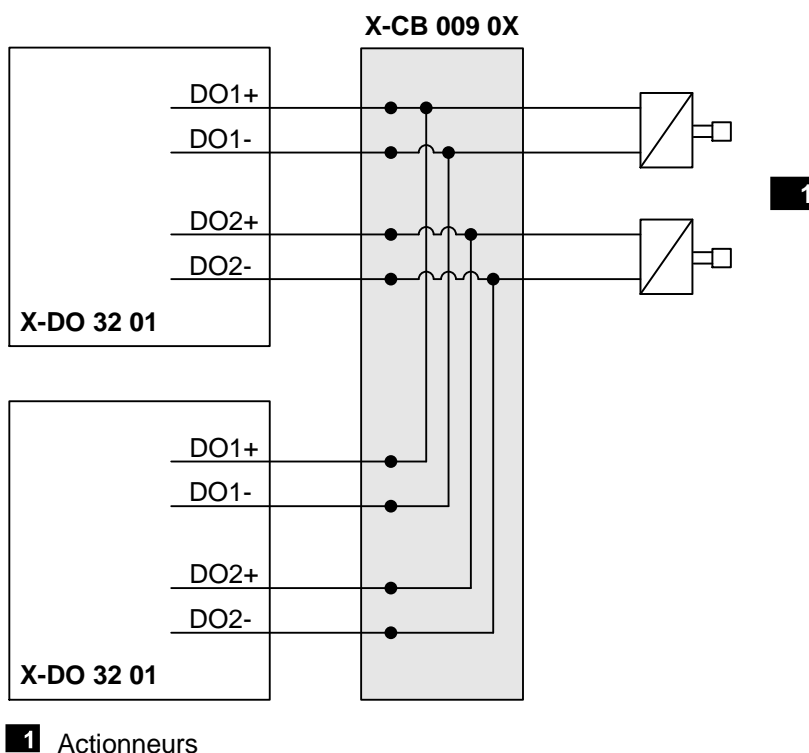 X-CB 009 0X
DO1+
DO1-
DO2+
DO2-
X-DO 32 01
1
DO1+
DO1-
DO2+
DO2-
X-DO 32 01
1 Actionneurs